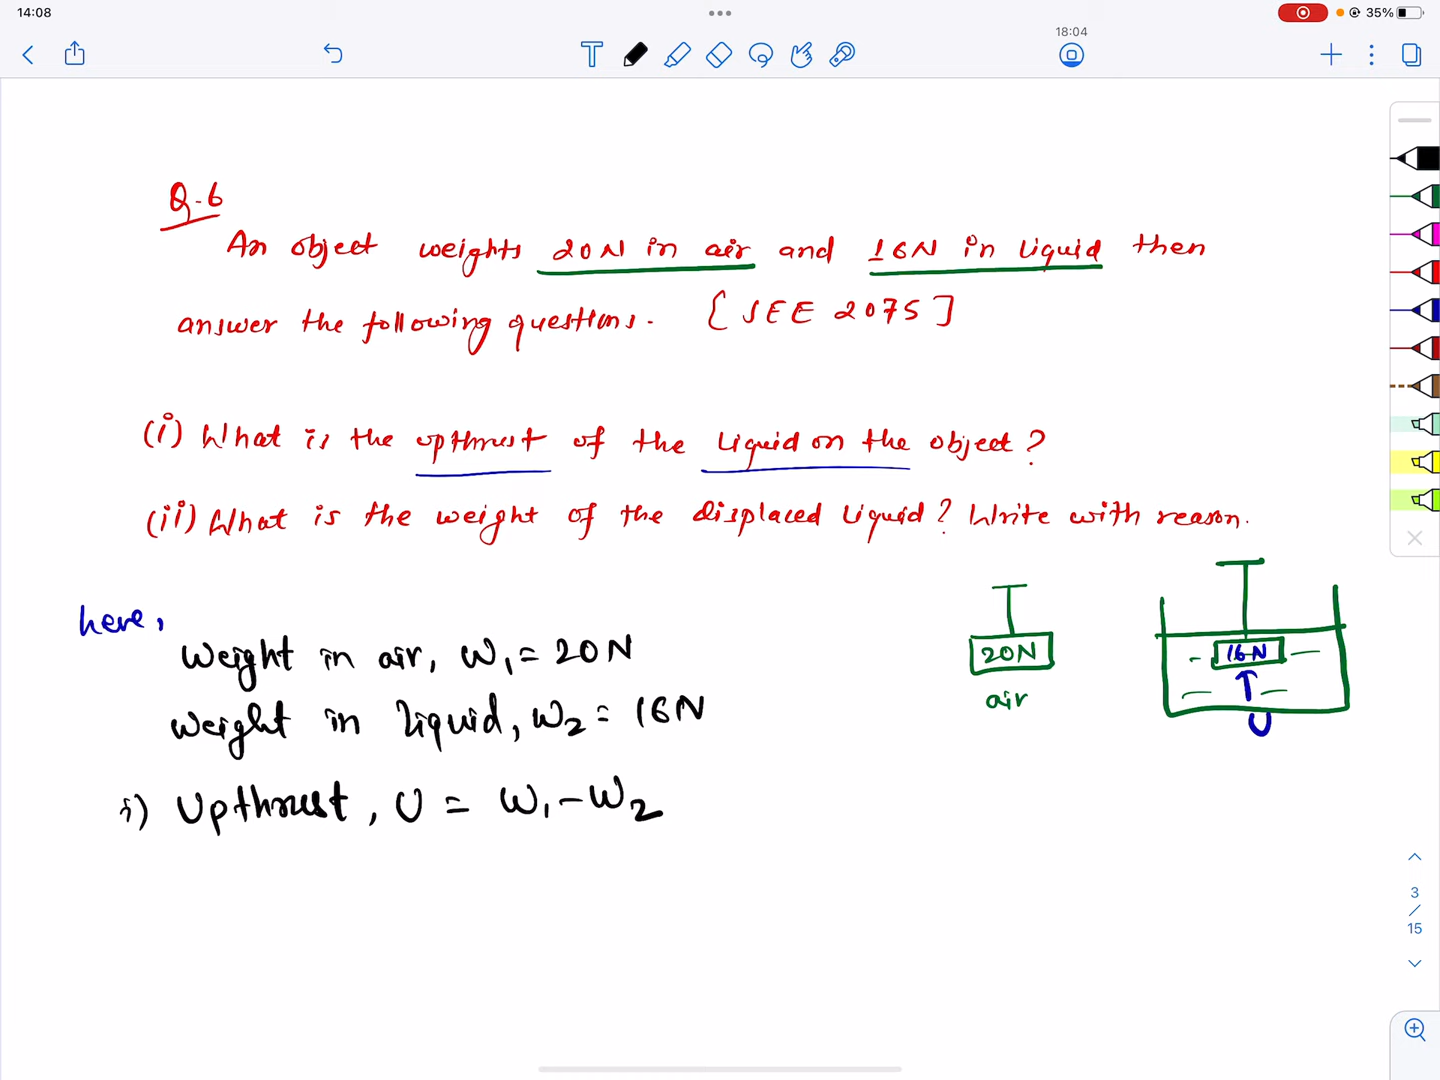 14:08
35%
18:04
T
Q.6
An object weights 20N in air and 16N in liquid then
answer the following questions. [SEE 2075]
(i) What is the upthrust of the liquid on the object?
(ii) What is the weight of the displaced liquid? Write with reason.
here,
Weight in air, W₁ = 20N
Weight in liquid, W₂ = 16N
i) Upthrust, U = W₁ - W₂
20N
air
16N
U
3
/
15